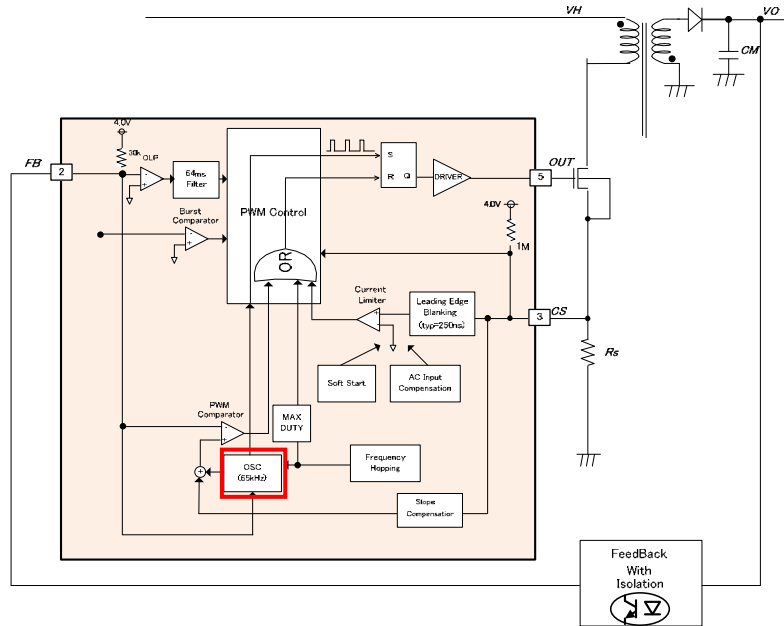 VH
VO
CM
4.0V
30k
OLP
FB
2
64ms
Filter
Burst
Comparator
PWM Control
OR
S
R
Q
DRIVER
OUT
5
4.0V
1M
Current
Limiter
Leading Edge
Blanking
(typ=250ns)
3
CS
Rs
Soft Start
AC Input
Compensation
PWM
Comparator
MAX
DUTY
OSC
(65kHz)
Frequency
Hopping
Slope
Compensation
FeedBack
With
Isolation